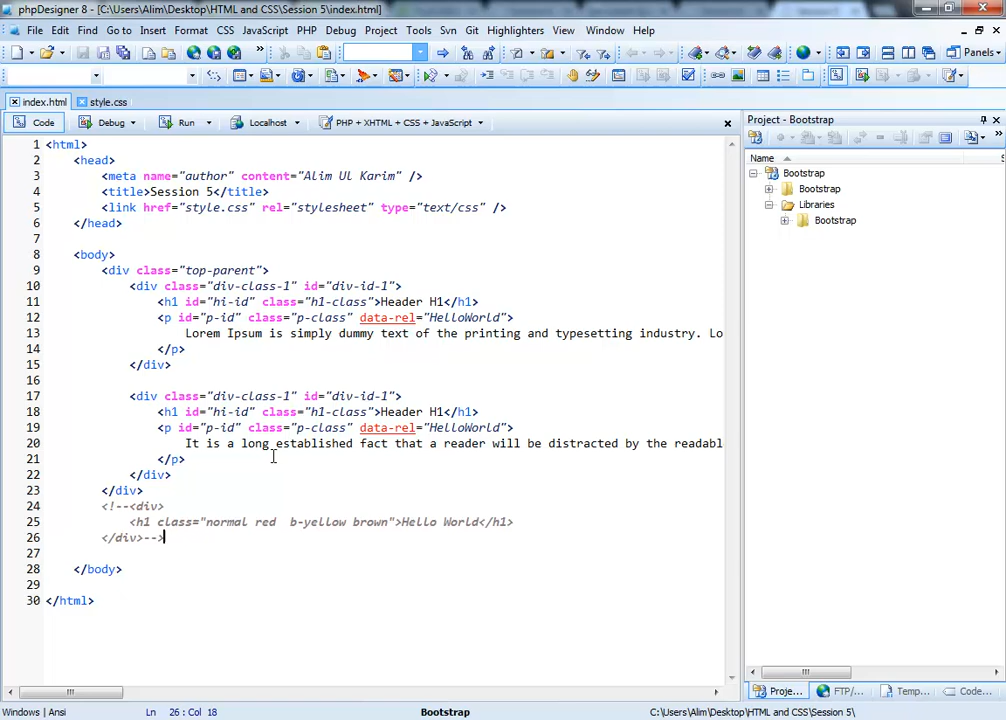 phpDesigner 8 - [C:\Users\Alim\Desktop\HTML and CSS\Session 5\index.html]
File Edit Find Go to Insert Format CSS JavaScript PHP Debug Project Tools Svn Git Highlighters View Window Help
Panels
index.html style.css
Code Debug Run Localhost PHP + XHTML + CSS + JavaScript
Project - Bootstrap
Name
Bootstrap
Bootstrap
Libraries
Bootstrap
1 <html>
2 <head>
3 <meta name="author" content="Alim Ul Karim" />
4 <title>Session 5</title>
5 <link href="style.css" rel="stylesheet" type="text/css" />
6 </head>
7
8 <body>
9 <div class="top-parent">
10 <div class="div-class-1" id="div-id-1">
11 <h1 id="hi-id" class="h1-class">Header H1</h1>
12 <p id="p-id" class="p-class" data-rel="HelloWorld">
13 Lorem Ipsum is simply dummy text of the printing and typesetting industry. Lo
14 </p>
15 </div>
16
17 <div class="div-class-1" id="div-id-1">
18 <h1 id="hi-id" class="h1-class">Header H1</h1>
19 <p id="p-id" class="p-class" data-rel="HelloWorld">
20 It is a long established fact that a reader will be distracted by the readabl
21 </p>
22 </div>
23 </div>
24 <!--<div>
25 <h1 class="normal red  b-yellow brown">Hello World</h1>
26 </div>-->
27
28 </body>
29
30 </html>
Proje... FTP/... Temp... Code...
Windows | Ansi Ln 26 : Col 18 Bootstrap C:\Users\Alim\Desktop\HTML and CSS\Session 5\